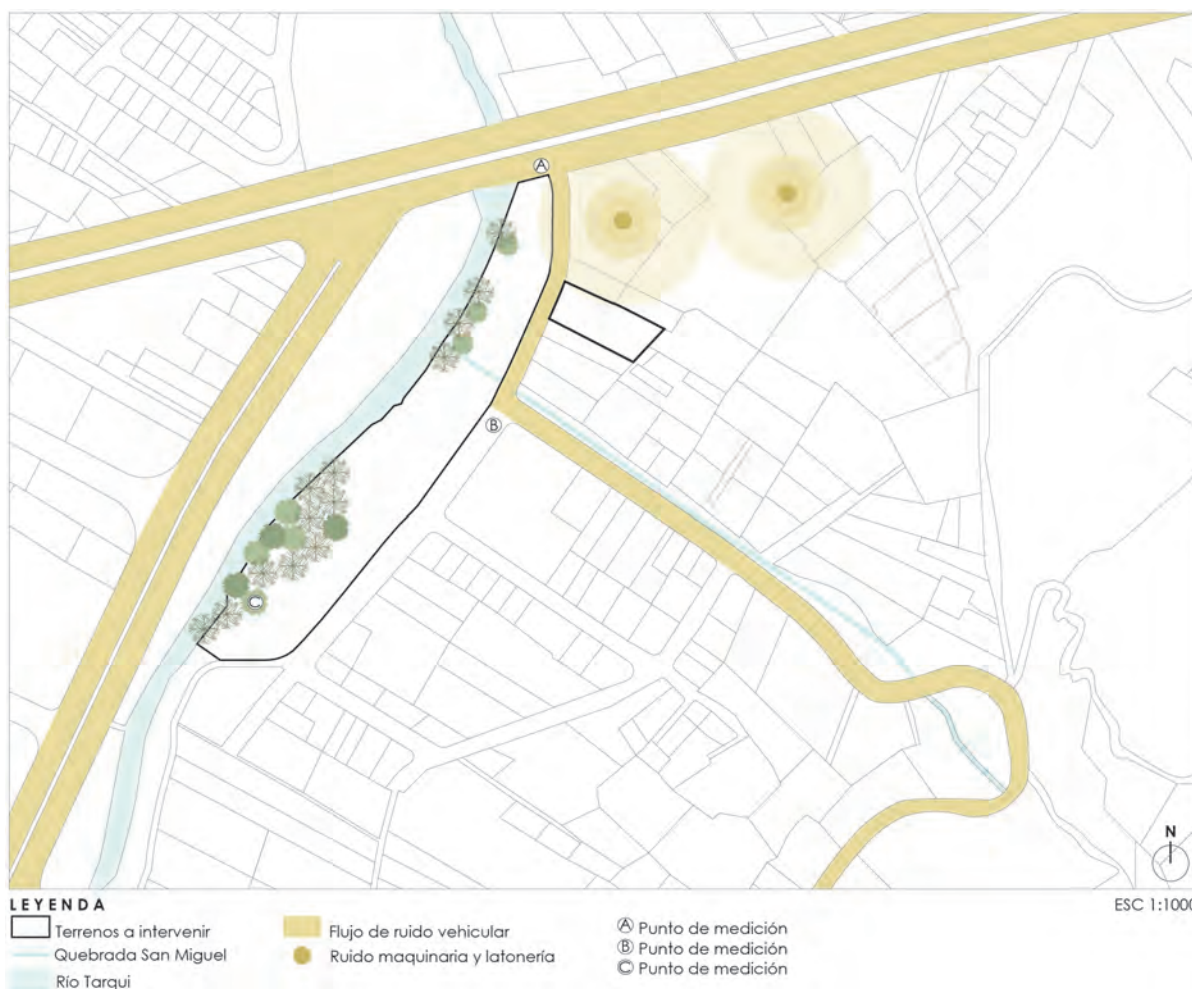 A
B
C
N
LEYENDA
ESC 1:1000
Terrenos a intervenir
Quebrada San Miguel
Río Tarqui
Flujo de ruido vehicular
Ruido maquinaria y latonería
A Punto de medición
B Punto de medición
C Punto de medición